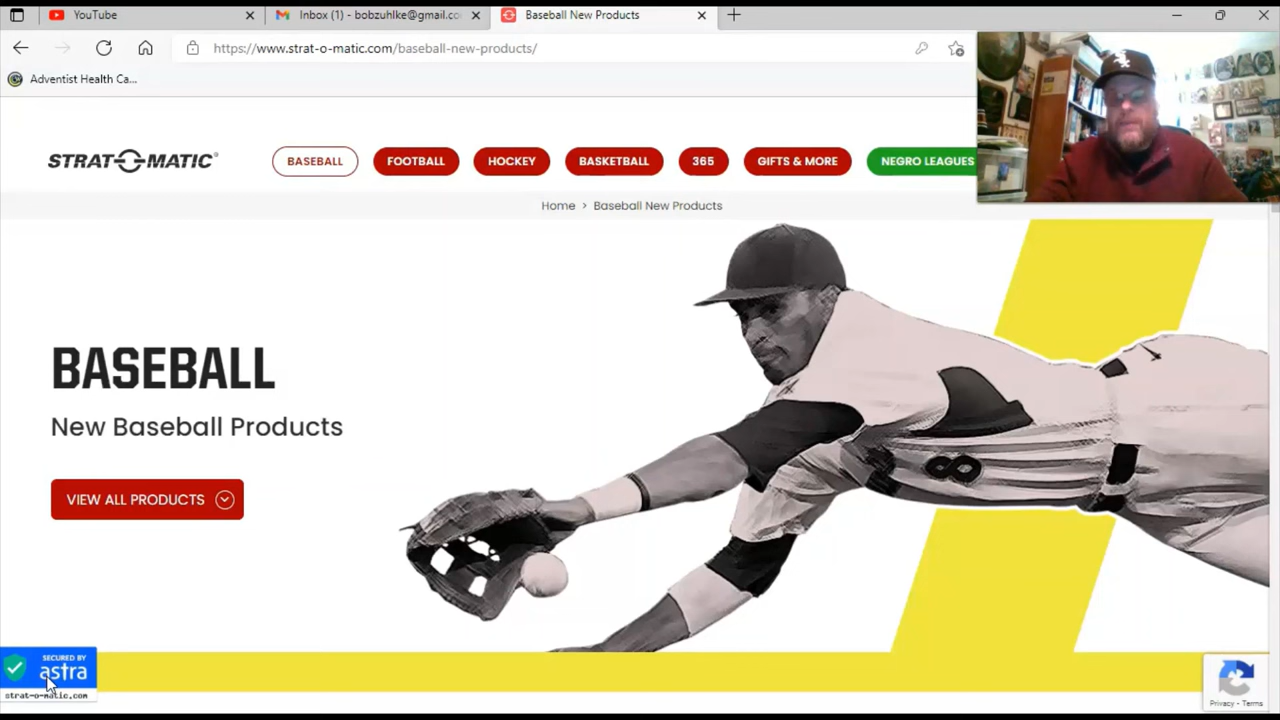 YouTube
Inbox (1) - bobzuhlke@gmail.co
Baseball New Products
https://www.strat-o-matic.com/baseball-new-products/
Adventist Health Ca...
STRAT-O-MATIC®
BASEBALL
FOOTBALL
HOCKEY
BASKETBALL
365
GIFTS & MORE
NEGRO LEAGUES
Home > Baseball New Products
BASEBALL
New Baseball Products
VIEW ALL PRODUCTS
8
SECURED BY
astra
strat-o-matic.com
Privacy - Terms